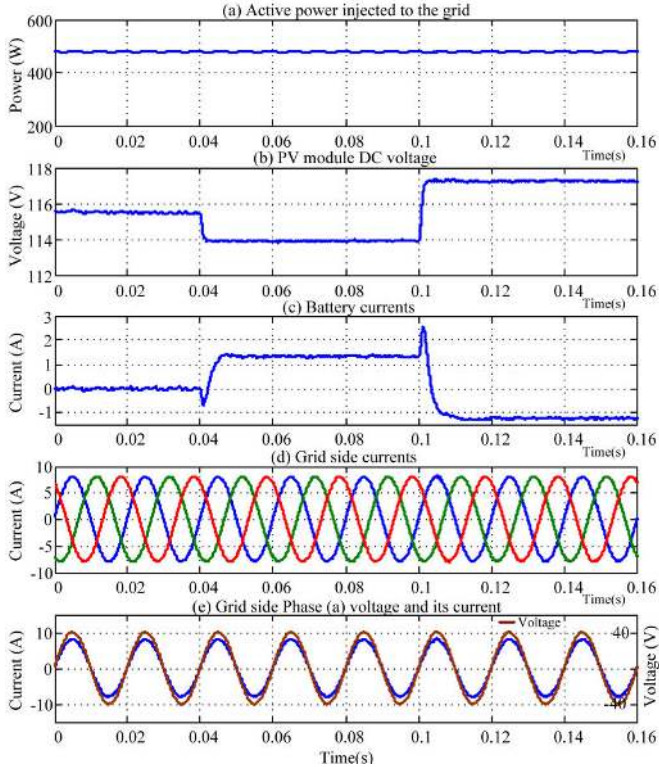 (a) Active power injected to the grid
600
400
200
Power (W)
0 0.02 0.04 0.06 0.08 0.1 0.12 0.14 0.16
Time(s)
(b) PV module DC voltage
118
116
114
112
Voltage (V)
0 0.02 0.04 0.06 0.08 0.1 0.12 0.14 0.16
Time(s)
(c) Battery currents
3
2
1
0
-1
Current (A)
0 0.02 0.04 0.06 0.08 0.1 0.12 0.14 0.16
Time(s)
(d) Grid side currents
10
5
0
-5
-10
Current (A)
0 0.02 0.04 0.06 0.08 0.1 0.12 0.14 0.16
Time(s)
(e) Grid side Phase (a) voltage and its current
Voltage
10
0
-10
Current (A)
40
-40
Voltage (V)
0 0.02 0.04 0.06 0.08 0.1 0.12 0.14 0.16
Time(s)